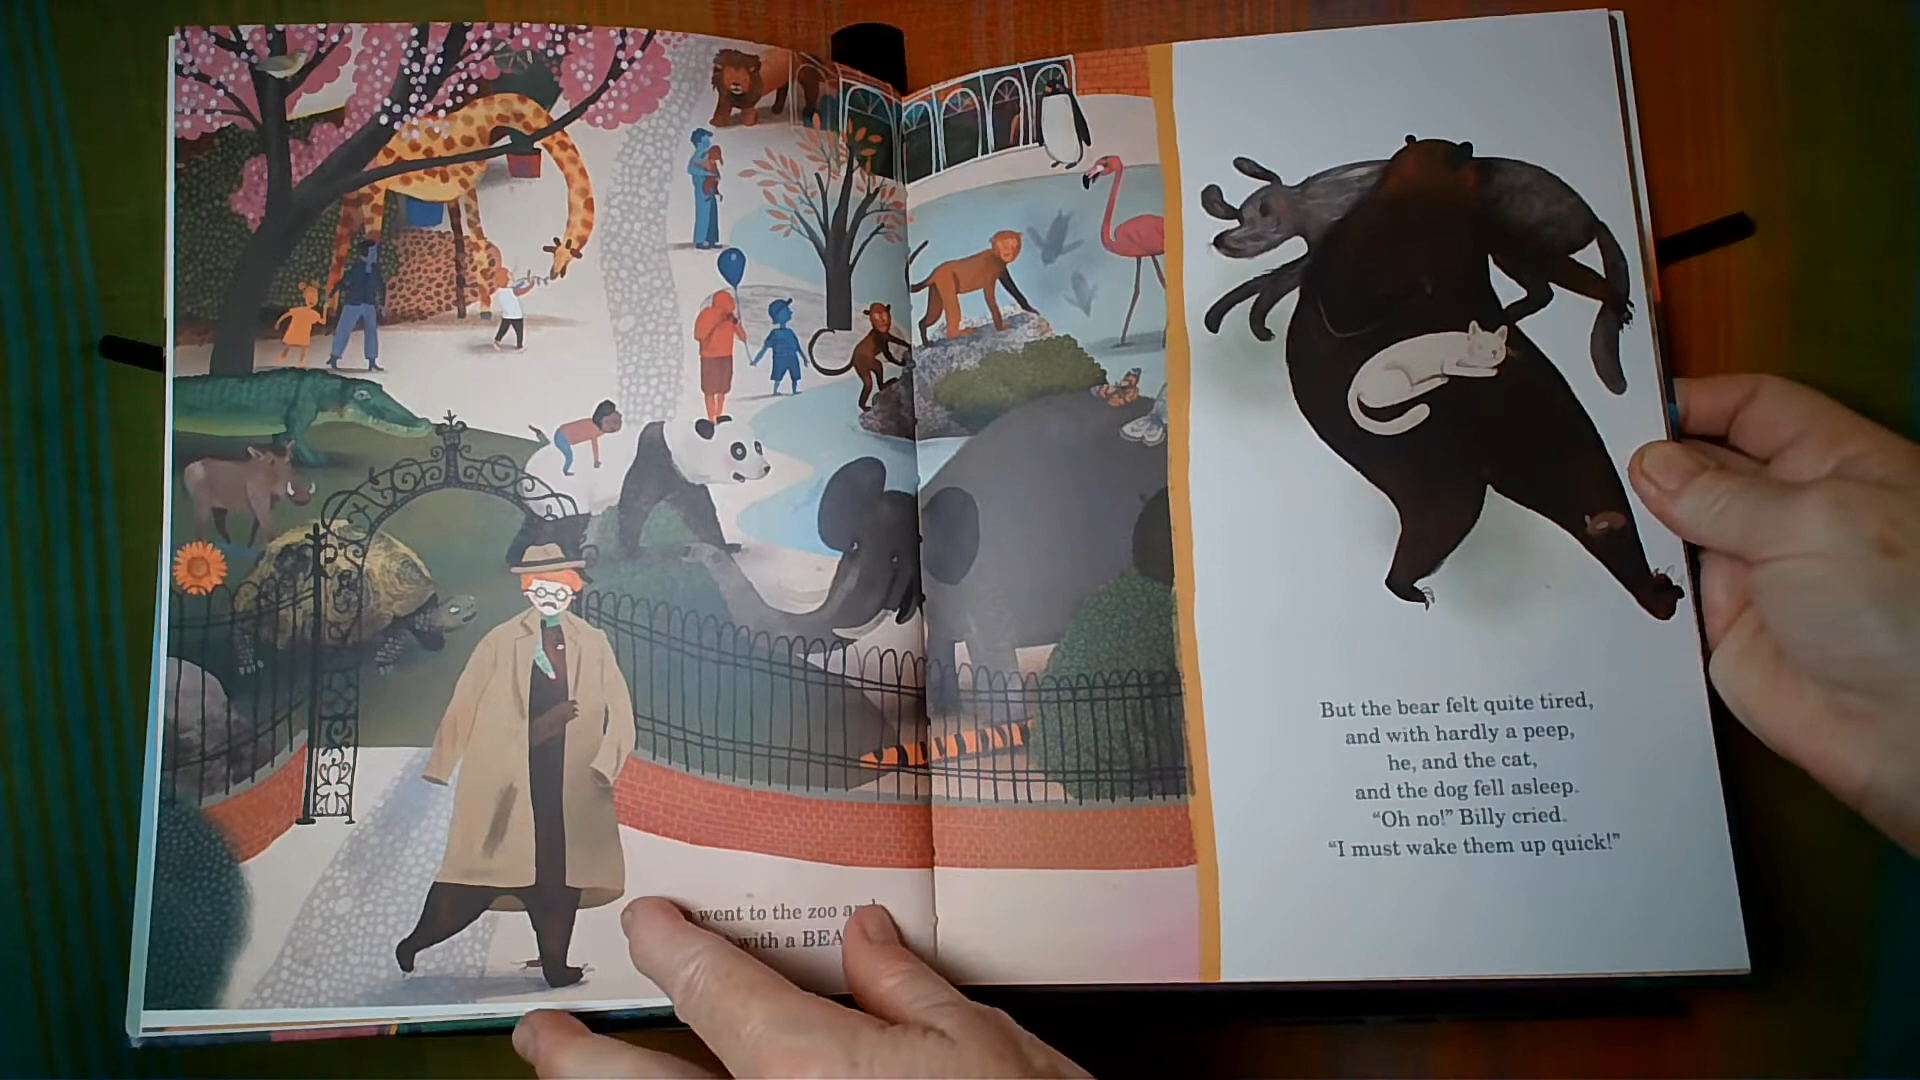 went to the zoo and
with a BEA
But the bear felt quite tired,
and with hardly a peep,
he, and the cat,
and the dog fell asleep.
“Oh no!” Billy cried.
“I must wake them up quick!”